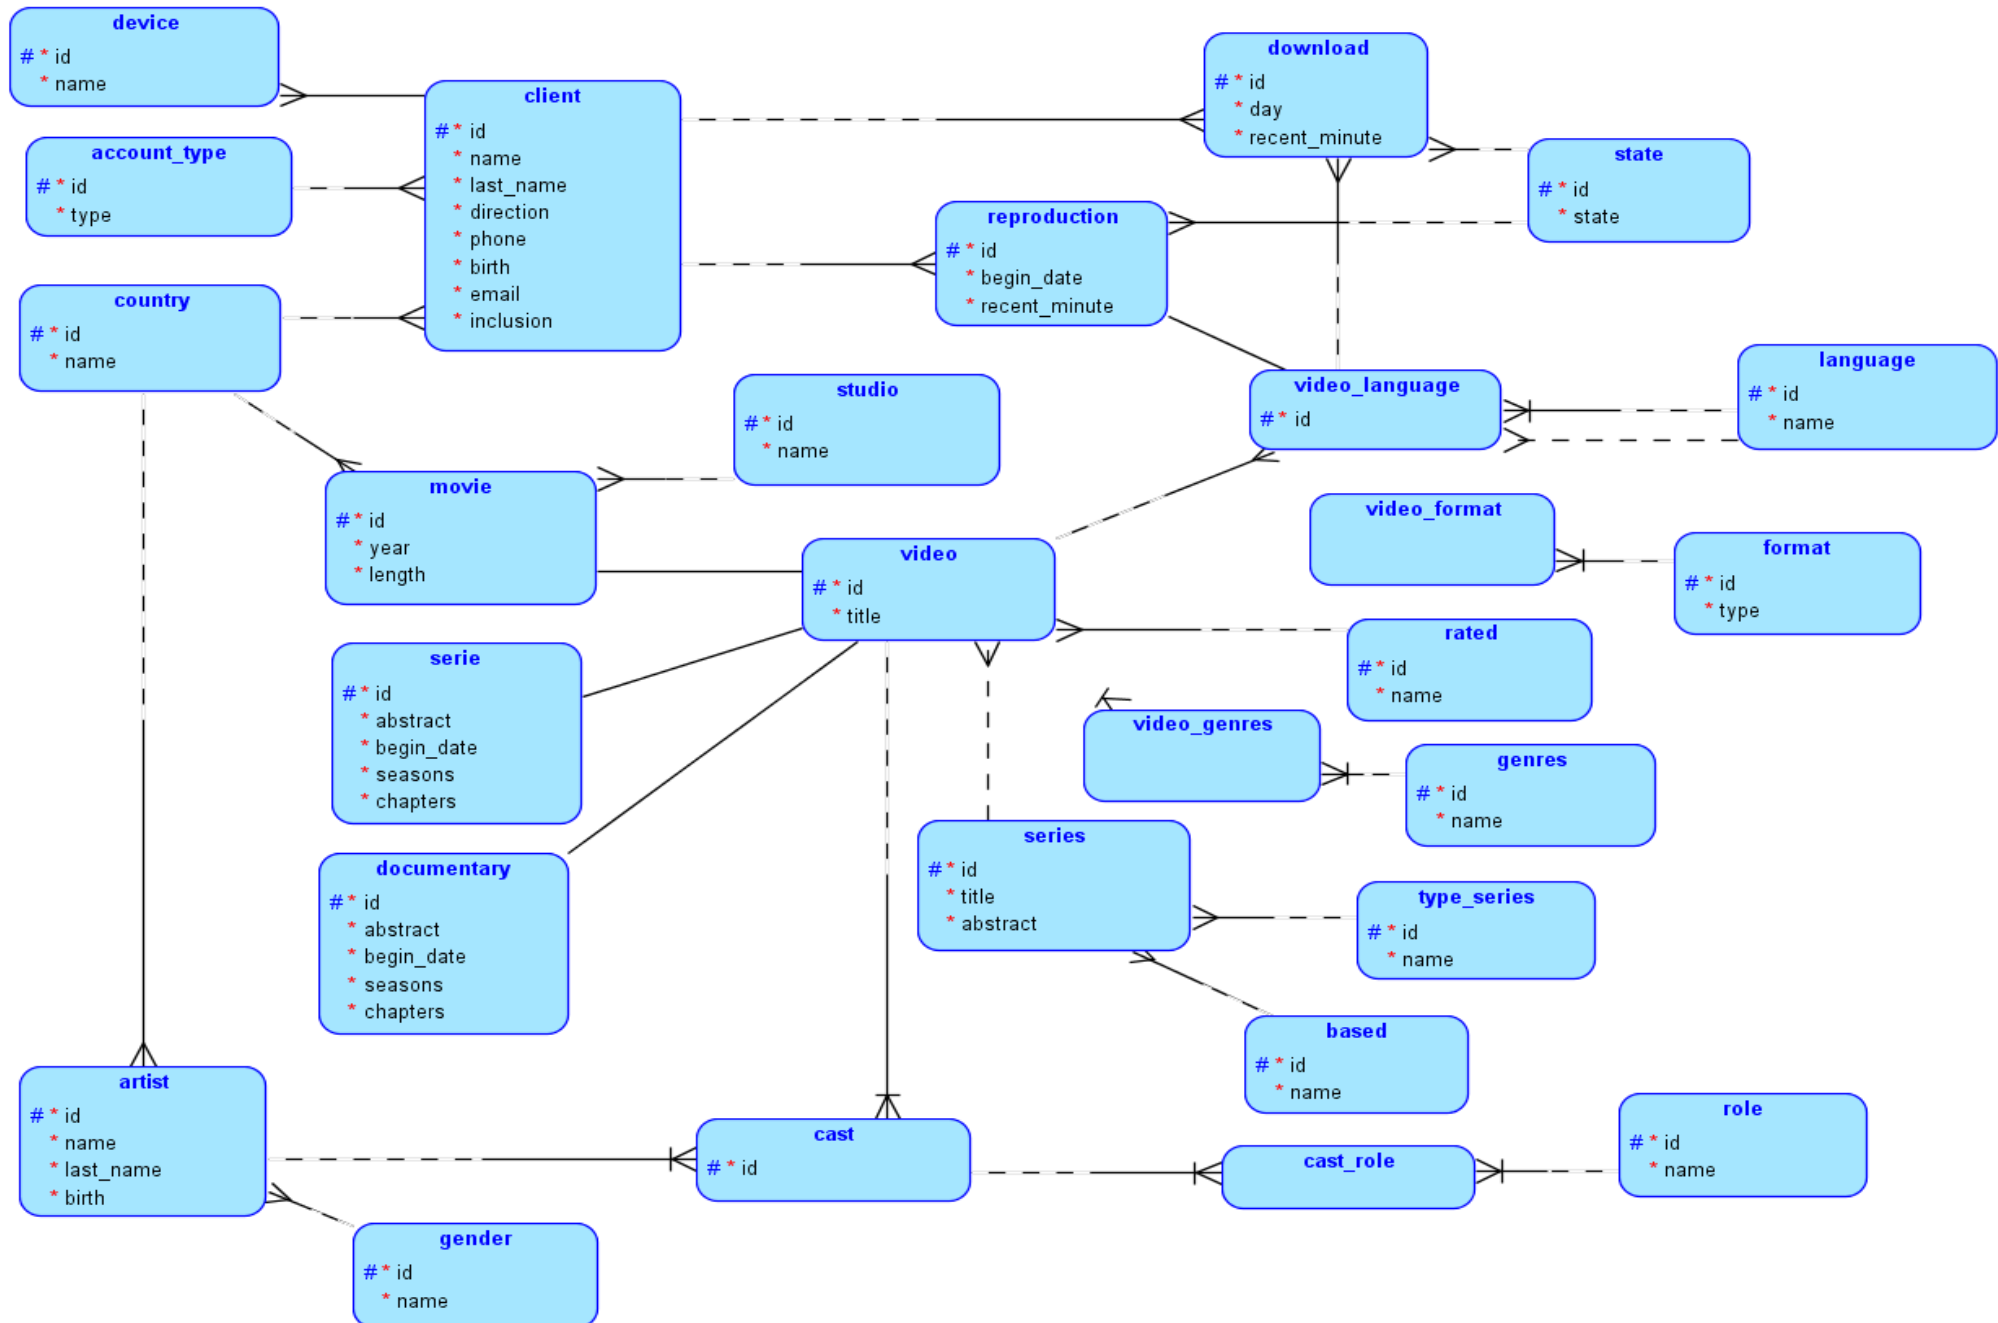 device
# * id
* name
account_type
# * id
* type
country
# * id
* name
client
# * id
* name
* last_name
* direction
* phone
* birth
* email
* inclusion
download
# * id
* day
* recent_minute
state
# * id
* state
reproduction
# * id
* begin_date
* recent_minute
video_language
# * id
language
# * id
* name
studio
# * id
* name
movie
# * id
* year
* length
video
# * id
* title
video_format
format
# * id
* type
rated
# * id
* name
serie
# * id
* abstract
* begin_date
* seasons
* chapters
video_genres
genres
# * id
* name
documentary
# * id
* abstract
* begin_date
* seasons
* chapters
series
# * id
* title
* abstract
type_series
# * id
* name
based
# * id
* name
artist
# * id
* name
* last_name
* birth
cast
# * id
cast_role
role
# * id
* name
gender
# * id
* name